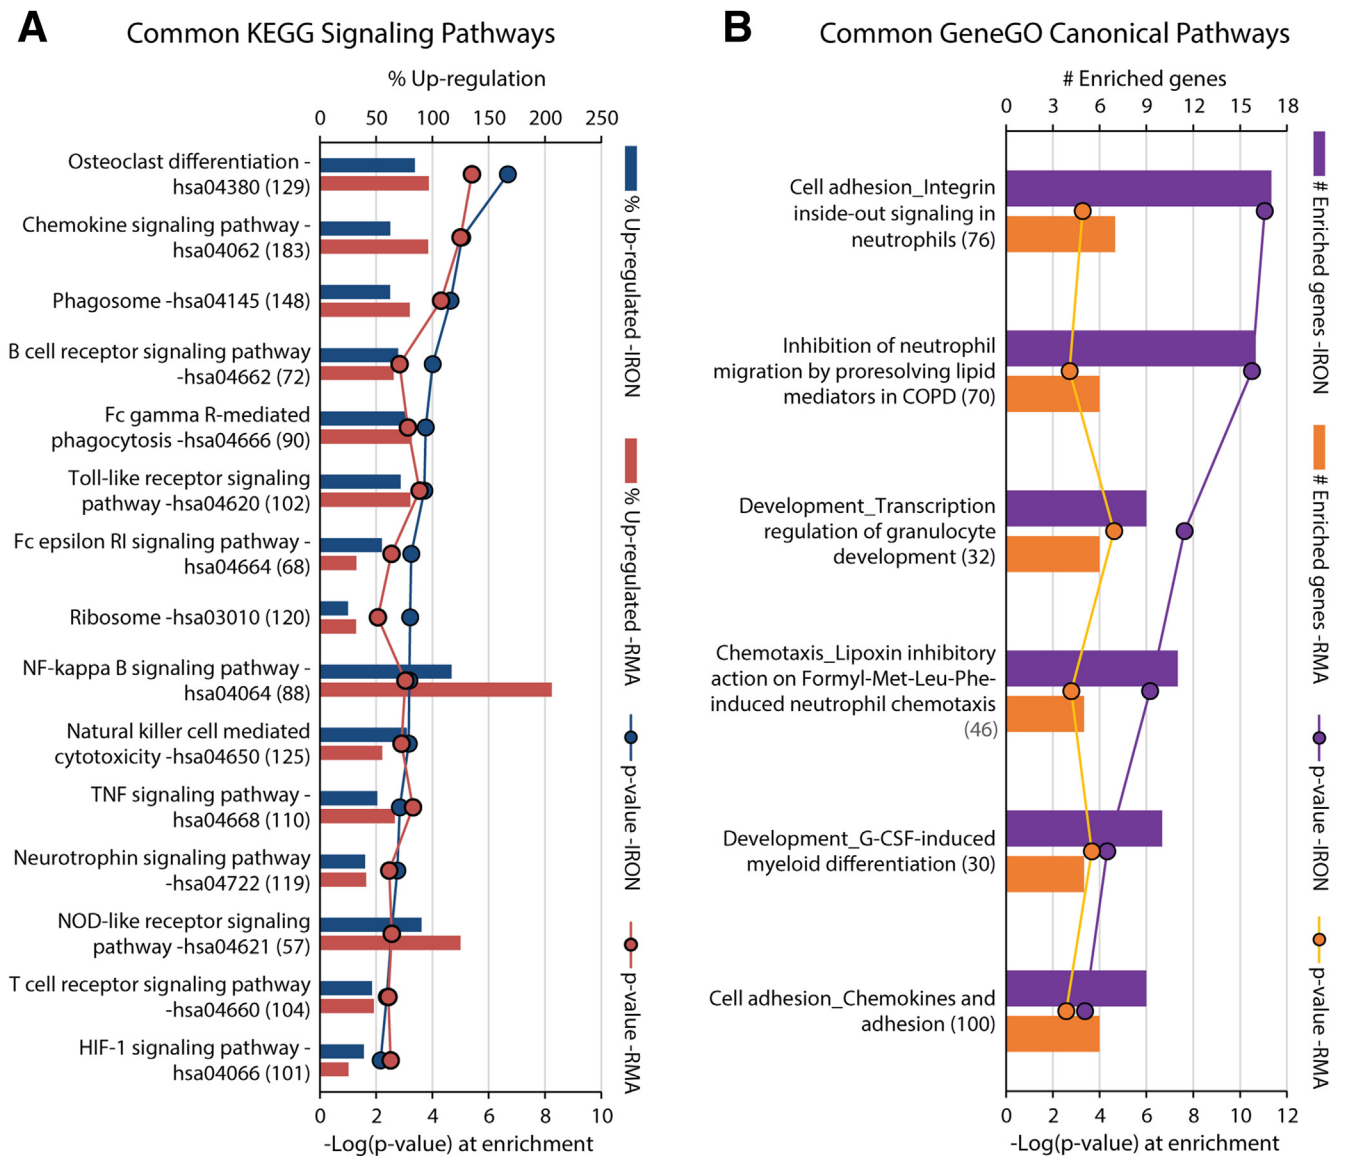 A
Common KEGG Signaling Pathways
% Up-regulation
0 50 100 150 200 250
Osteoclast differentiation -
hsa04380 (129)
Chemokine signaling pathway -
hsa04062 (183)
Phagosome -hsa04145 (148)
B cell receptor signaling pathway
-hsa04662 (72)
Fc gamma R-mediated
phagocytosis -hsa04666 (90)
Toll-like receptor signaling
pathway -hsa04620 (102)
Fc epsilon RI signaling pathway -
hsa04664 (68)
Ribosome -hsa03010 (120)
NF-kappa B signaling pathway -
hsa04064 (88)
Natural killer cell mediated
cytotoxicity -hsa04650 (125)
TNF signaling pathway -
hsa04668 (110)
Neurotrophin signaling pathway
-hsa04722 (119)
NOD-like receptor signaling
pathway -hsa04621 (57)
T cell receptor signaling pathway
-hsa04660 (104)
HIF-1 signaling pathway -
hsa04066 (101)
0 2 4 6 8 10
-Log(p-value) at enrichment
% Up-regulated -IRON
% Up-regulated -RMA
p-value -IRON
p-value -RMA
B
Common GeneGO Canonical Pathways
# Enriched genes
0 3 6 9 12 15 18
Cell adhesion_Integrin
inside-out signaling in
neutrophils (76)
Inhibition of neutrophil
migration by proresolving lipid
mediators in COPD (70)
Development_Transcription
regulation of granulocyte
development (32)
Chemotaxis_Lipoxin inhibitory
action on Formyl-Met-Leu-Phe-
induced neutrophil chemotaxis
(46)
Development_G-CSF-induced
myeloid differentiation (30)
Cell adhesion_Chemokines and
adhesion (100)
0 2 4 6 8 10 12
-Log(p-value) at enrichment
# Enriched genes -IRON
# Enriched genes -RMA
p-value -IRON
p-value -RMA